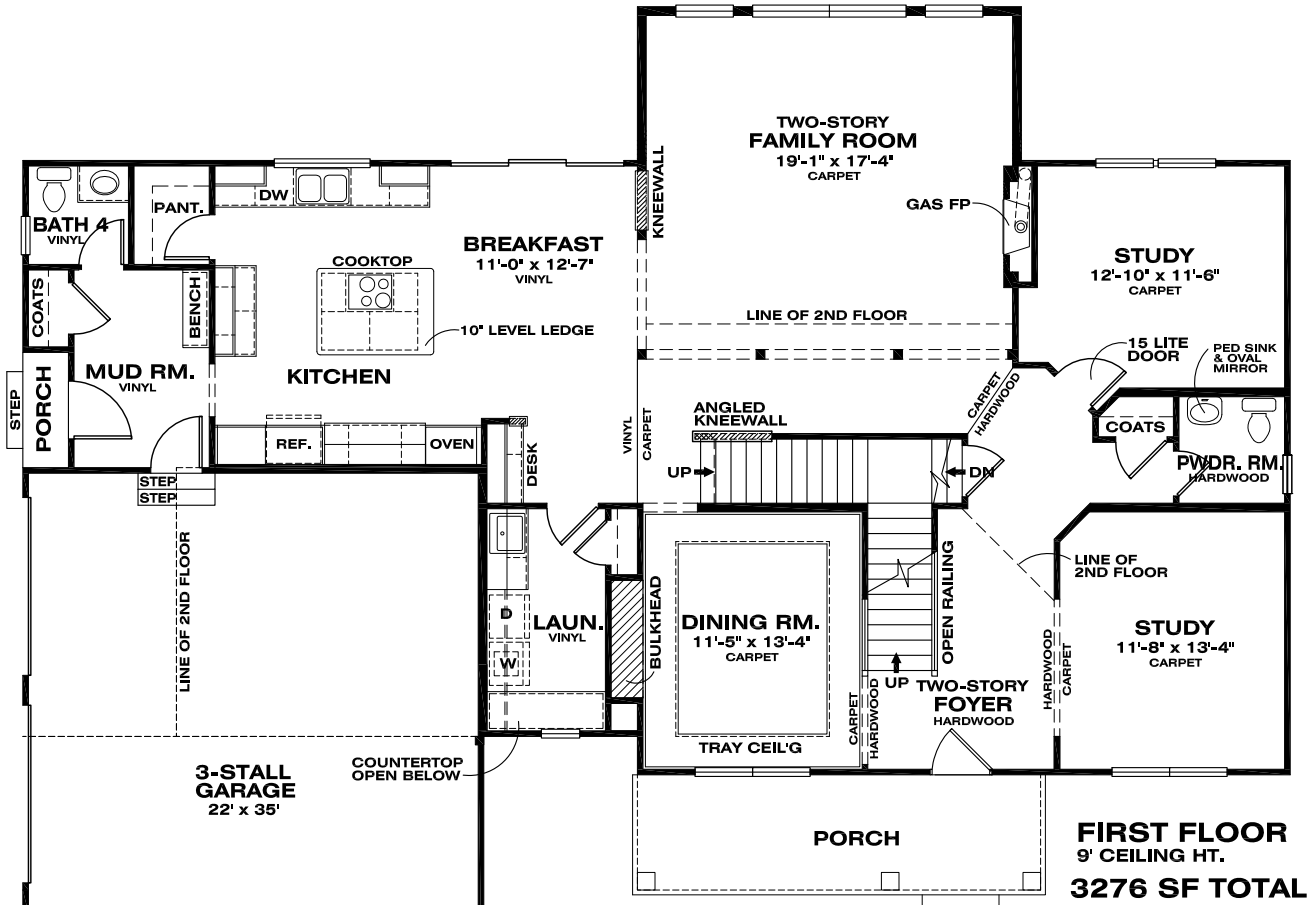 TWO-STORY
FAMILY ROOM
19'-1" x 17'-4"
CARPET
KNEEWALL
GAS FP
LINE OF 2ND FLOOR
BATH 4
VINYL
PANT.
DW
BREAKFAST
11'-0" x 12'-7"
VINYL
COOKTOP
10" LEVEL LEDGE
KITCHEN
COATS
BENCH
MUD RM.
VINYL
STEP
PORCH
REF.
OVEN
DESK
STEP
STEP
VINYL
CARPET
ANGLED
KNEEWALL
UP
DN
CARPET
HARDWOOD
STUDY
12'-10" x 11'-6"
CARPET
15 LITE
DOOR
PED SINK
& OVAL
MIRROR
COATS
PWDR. RM.
HARDWOOD
LINE OF 2ND FLOOR
3-STALL
GARAGE
22' x 35'
D
W
LAUN.
VINYL
BULKHEAD
COUNTERTOP
OPEN BELOW
DINING RM.
11'-5" x 13'-4"
CARPET
TRAY CEIL'G
CARPET
HARDWOOD
UP
OPEN RAILING
TWO-STORY
FOYER
HARDWOOD
LINE OF
2ND FLOOR
HARDWOOD
CARPET
STUDY
11'-8" x 13'-4"
CARPET
PORCH
FIRST FLOOR
9' CEILING HT.
3276 SF TOTAL